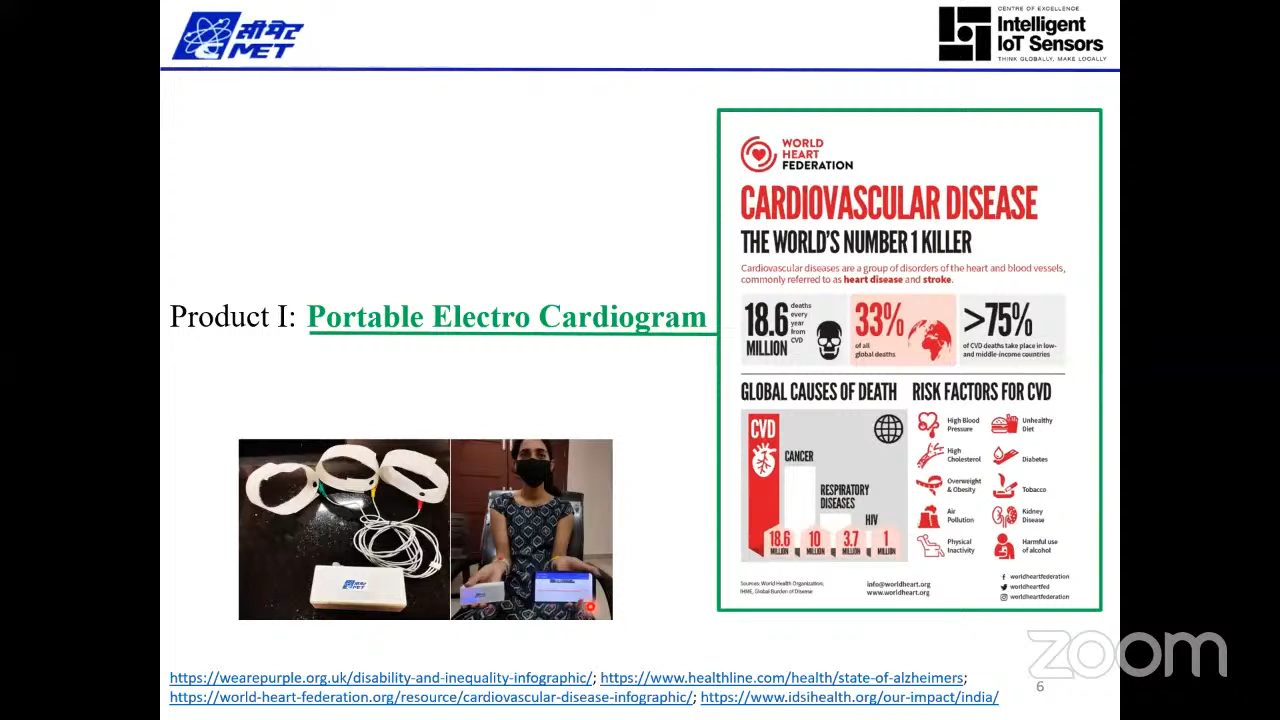 सीमेट
C MET
CENTRE OF EXCELLENCE
Intelligent
IoT Sensors
THINK GLOBALLY, MAKE LOCALLY
WORLD
HEART
FEDERATION
CARDIOVASCULAR DISEASE
THE WORLD'S NUMBER 1 KILLER
Cardiovascular diseases are a group of disorders of the heart and blood vessels,
commonly referred to as heart disease and stroke.
18.6
MILLION
deaths
every
year
from
CVD
33%
of all
global deaths
>75%
of CVD deaths take place in low-
and middle-income countries
Product I: Portable Electro Cardiogram
GLOBAL CAUSES OF DEATH
CVD
CANCER
RESPIRATORY
DISEASES
HIV
18.6
MILLION
10
MILLION
3.7
MILLION
1
MILLION
RISK FACTORS FOR CVD
High Blood
Pressure
Unhealthy
Diet
High
Cholesterol
Diabetes
Overweight
& Obesity
Tobacco
Air
Pollution
Kidney
Disease
Physical
Inactivity
Harmful use
of alcohol
Sources: World Health Organization;
IHME, Global Burden of Disease
info@worldheart.org
www.worldheart.org
worldheartfederation
worldheartfed
worldheartfederation
सीमेट
MET
https://wearepurple.org.uk/disability-and-inequality-infographic/; https://www.healthline.com/health/state-of-alzheimers;
https://world-heart-federation.org/resource/cardiovascular-disease-infographic/; https://www.idsihealth.org/our-impact/india/
6
zoom